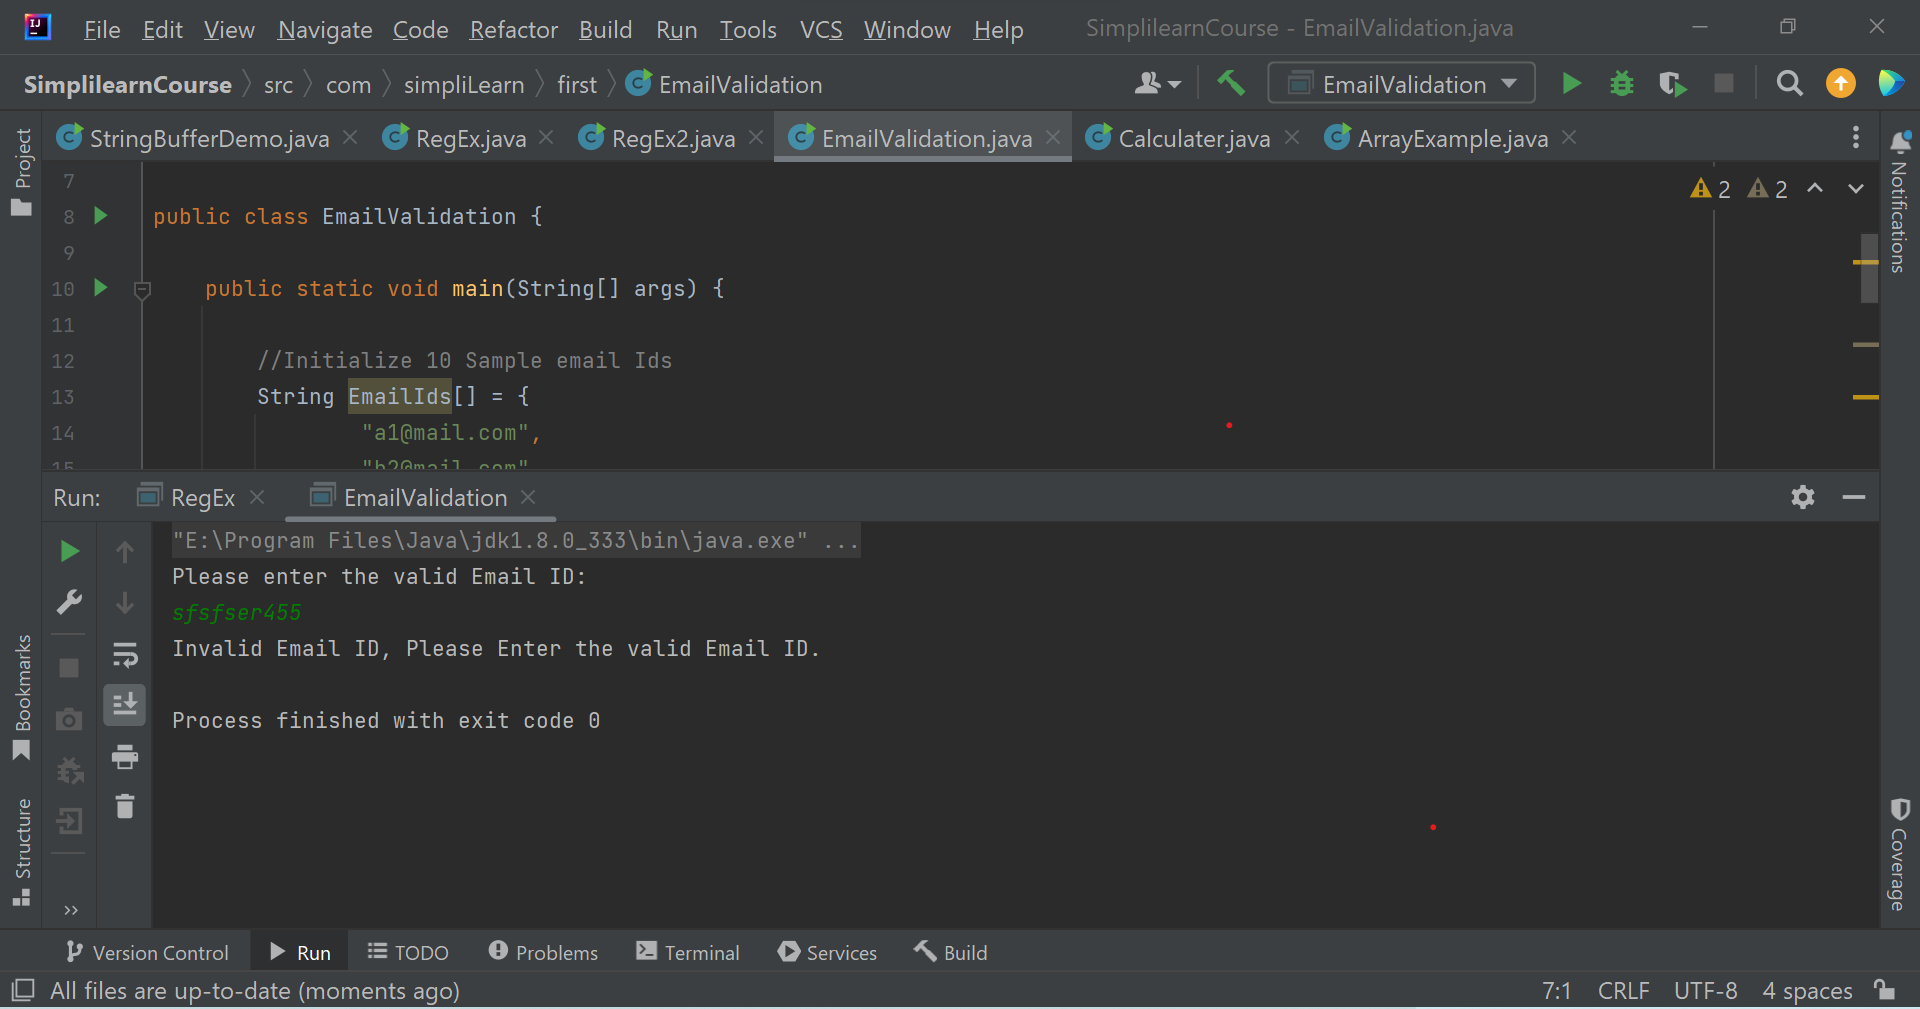 File Edit View Navigate Code Refactor Build Run Tools VCS Window Help SimplilearnCourse - EmailValidation.java
SimplilearnCourse src com simpliLearn first EmailValidation EmailValidation
StringBufferDemo.java RegEx.java RegEx2.java EmailValidation.java Calculater.java ArrayExample.java
Project
Notifications
7
2 2
8 public class EmailValidation {
9
10 public static void main(String[] args) {
11
12 //Initialize 10 Sample email Ids
13 String EmailIds[] = {
14 "a1@mail.com",
15 "b2@mail.com"
Run: RegEx EmailValidation
"E:\Program Files\Java\jdk1.8.0_333\bin\java.exe" ...
Please enter the valid Email ID:
sfsfser455
Invalid Email ID, Please Enter the valid Email ID.
Process finished with exit code 0
Bookmarks
Structure
Coverage
Version Control Run TODO Problems Terminal Services Build
All files are up-to-date (moments ago) 7:1 CRLF UTF-8 4 spaces